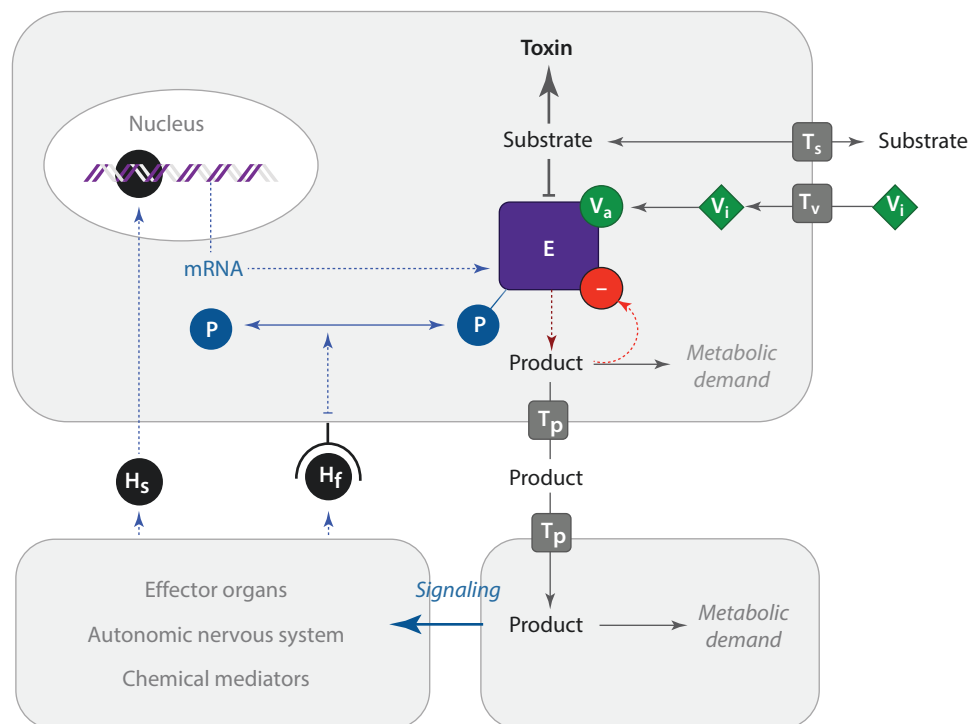 Toxin
Nucleus
Substrate
Ts
Substrate
Va
Vi
Tv
Vi
E
mRNA
–
P
P
Product
Metabolic
demand
Tp
Hs
Hf
Product
Tp
Effector organs
Signaling
Autonomic nervous system
Product
Metabolic
demand
Chemical mediators